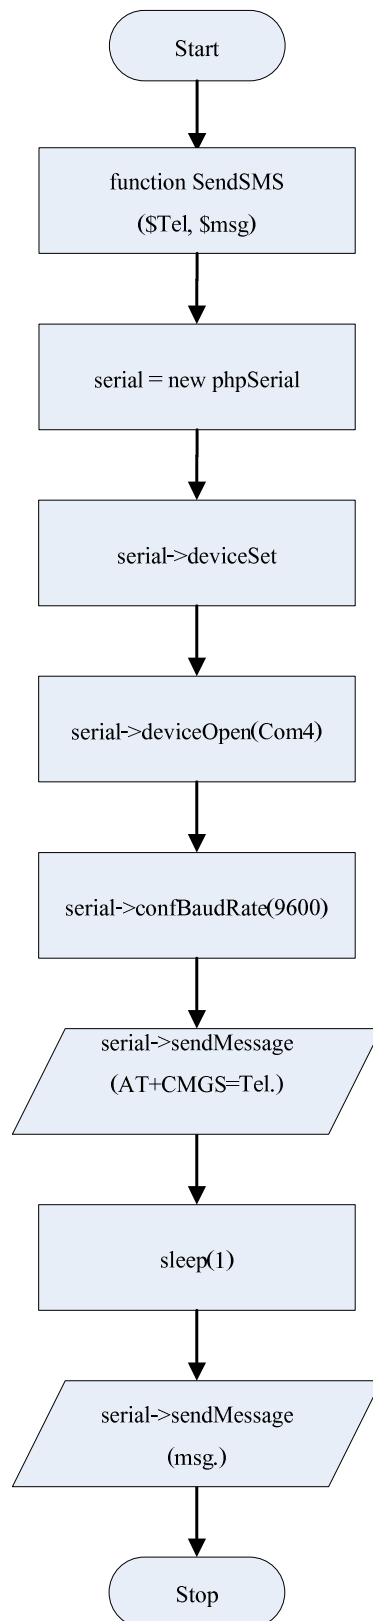 Start
function SendSMS
($Tel, $msg)
serial = new phpSerial
serial->deviceSet
serial->deviceOpen(Com4)
serial->confBaudRate(9600)
serial->sendMessage
(AT+CMGS=Tel.)
sleep(1)
serial->sendMessage
(msg.)
Stop